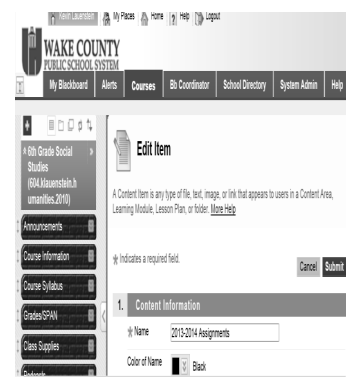 Kevin Lauenstein My Places Home ? Help Logout
WAKE COUNTY
PUBLIC SCHOOL SYSTEM
My Blackboard Alerts Courses Bb Coordinator School Directory System Admin Help
6th Grade Social
Studies
(604.klauenstein.h
umanities.2010)
Announcements
Course Information
Course Syllabus
Grades/SPAN
Class Supplies
Podcasts
Edit Item
A Content Item is any type of file, text, image, or link that appears to users in a Content Area,
Learning Module, Lesson Plan, or folder. More Help
Indicates a required field.
Cancel Submit
1. Content Information
Name 2013-2014 Assignments
Color of Name Black